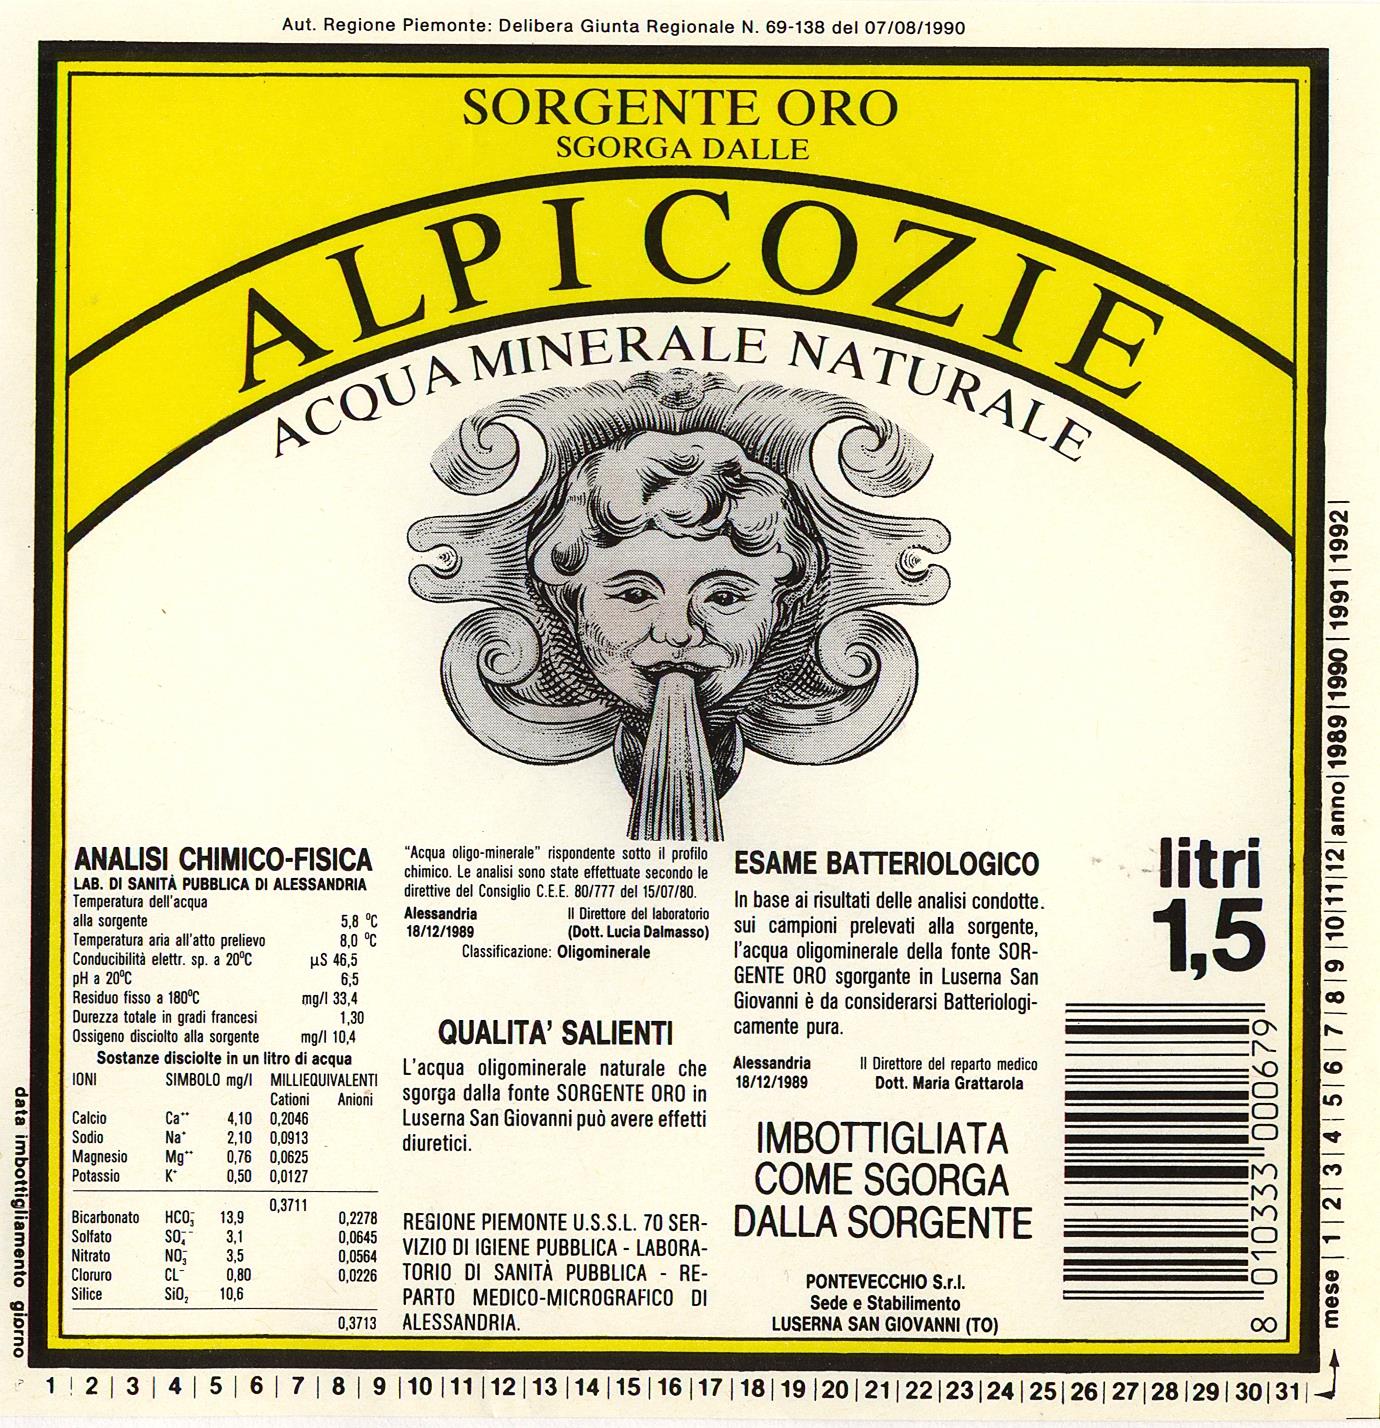 Aut. Regione Piemonte: Delibera Giunta Regionale N. 69-138 del 07/08/1990
SORGENTE ORO
SGORGA DALLE
ALPI COZIE
ACQUA MINERALE NATURALE
ANALISI CHIMICO-FISICA
LAB. DI SANITÀ PUBBLICA DI ALESSANDRIA
Temperatura dell'acqua
alla sorgente 5,8 °C
Temperatura aria all'atto prelievo 8,0 °C
Conducibilità elettr. sp. a 20°C µS 46,5
pH a 20°C 6,5
Residuo fisso a 180°C mg/l 33,4
Durezza totale in gradi francesi 1,30
Ossigeno disciolto alla sorgente mg/l 10,4
Sostanze disciolte in un litro di acqua
IONI SIMBOLO mg/l MILLIEQUIVALENTI
Cationi Anioni
Calcio Ca⁺⁺ 4,10 0,2046
Sodio Na⁺ 2,10 0,0913
Magnesio Mg⁺⁺ 0,76 0,0625
Potassio K⁺ 0,50 0,0127
0,3711
Bicarbonato HCO₃⁻ 13,9 0,2278
Solfato SO₄⁻⁻ 3,1 0,0645
Nitrato NO₃⁻ 3,5 0,0564
Cloruro CL⁻ 0,80 0,0226
Silice SiO₂ 10,6
0,3713
"Acqua oligo-minerale" rispondente sotto il profilo
chimico. Le analisi sono state effettuate secondo le
direttive del Consiglio C.E.E. 80/777 del 15/07/80.
Alessandria Il Direttore del laboratorio
18/12/1989 (Dott. Lucia Dalmasso)
Classificazione: Oligominerale
QUALITA' SALIENTI
L'acqua oligominerale naturale che
sgorga dalla fonte SORGENTE ORO in
Luserna San Giovanni può avere effetti
diuretici.
REGIONE PIEMONTE U.S.S.L. 70 SER-
VIZIO DI IGIENE PUBBLICA - LABORA-
TORIO DI SANITÀ PUBBLICA - RE-
PARTO MEDICO-MICROGRAFICO DI
ALESSANDRIA.
ESAME BATTERIOLOGICO
In base ai risultati delle analisi condotte.
sui campioni prelevati alla sorgente,
l'acqua oligominerale della fonte SOR-
GENTE ORO sgorgante in Luserna San
Giovanni è da considerarsi Batteriologi-
camente pura.
Alessandria Il Direttore del reparto medico
18/12/1989 Dott. Maria Grattarola
IMBOTTIGLIATA
COME SGORGA
DALLA SORGENTE
PONTEVECCHIO S.r.l.
Sede e Stabilimento
LUSERNA SAN GIOVANNI (TO)
litri
1,5
8 010333 000679
mese | 1 | 2 | 3 | 4 | 5 | 6 | 7 | 8 | 9 | 10 | 11 | 12 | anno | 1989 | 1990 | 1991 | 1992 |
data imbottigliamento giorno
1 | 2 | 3 | 4 | 5 | 6 | 7 | 8 | 9 | 10 | 11 | 12 | 13 | 14 | 15 | 16 | 17 | 18 | 19 | 20 | 21 | 22 | 23 | 24 | 25 | 26 | 27 | 28 | 29 | 30 | 31 |